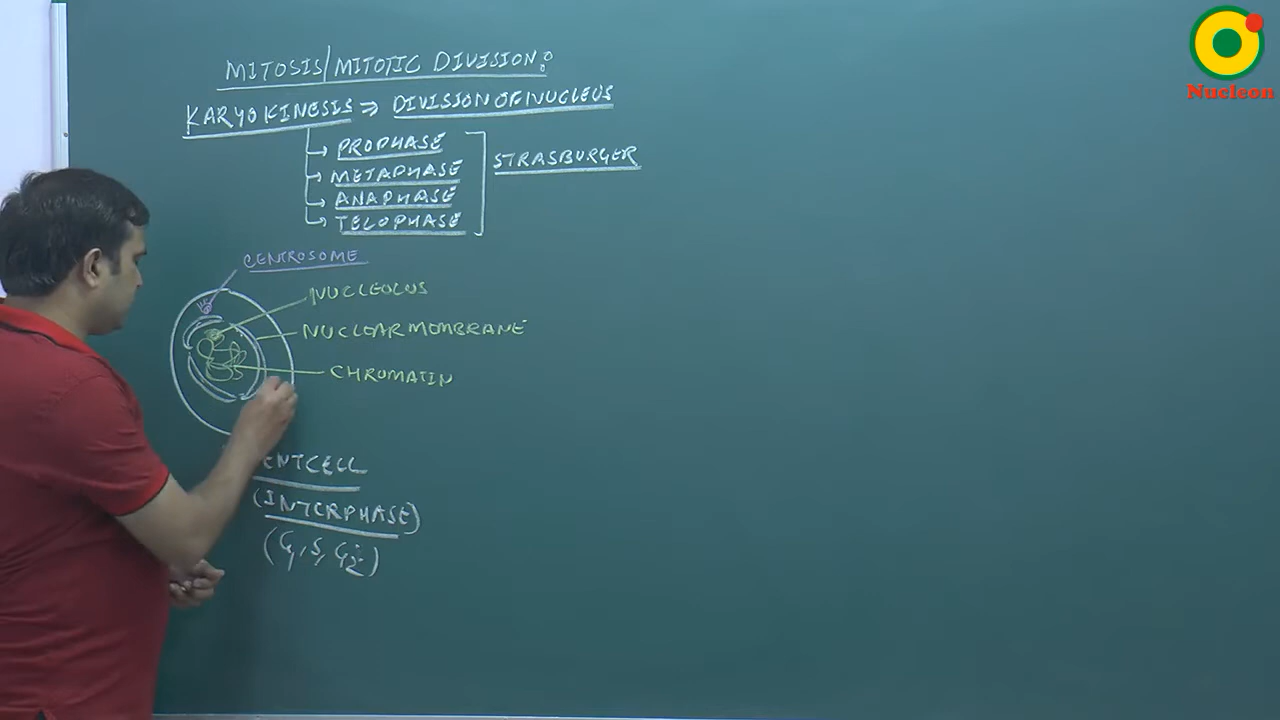 MITOSIS/MITOTIC DIVISION:
KARYOKINESIS ⇒ DIVISION OF NUCLEUS
PROPHASE
METAPHASE
ANAPHASE
TELOPHASE
STRASBURGER
CENTROSOME
NUCLEOLUS
NUCLEAR MEMBRANE
CHROMATIN
CELL
(INTERPHASE)
(G1, S, G2)
Nucleon